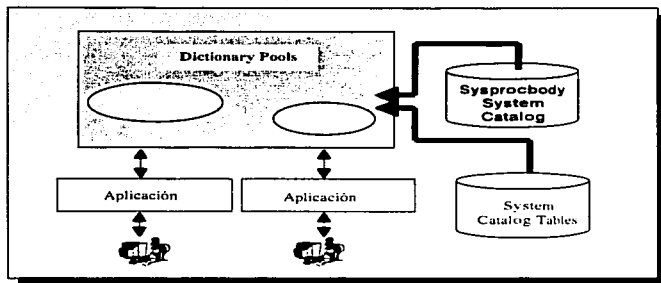 Dictionary Pools
Sysprocbody
System
Catalog
Aplicación
Aplicación
System
Catalog Tables